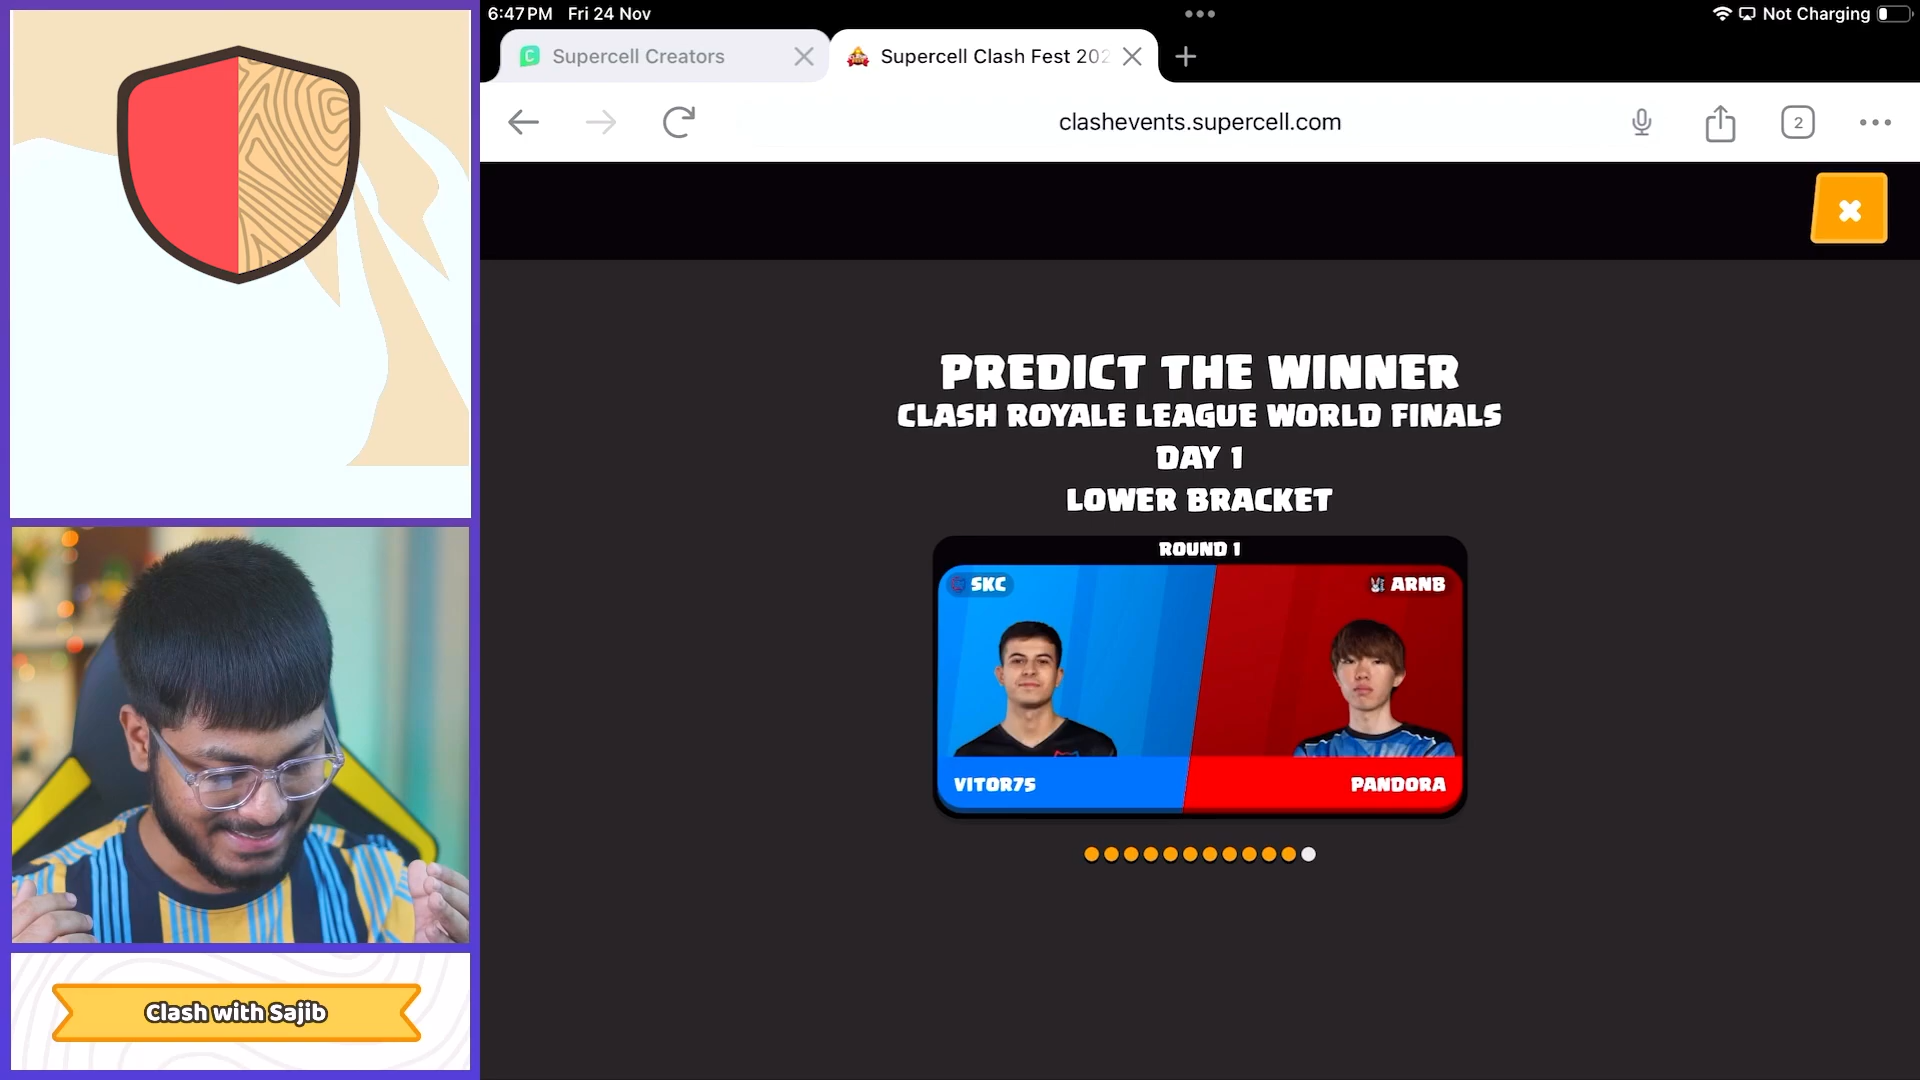 6:47 PM Fri 24 Nov
Not Charging
Supercell Creators
Supercell Clash Fest 202
clashevents.supercell.com
2
PREDICT THE WINNER
CLASH ROYALE LEAGUE WORLD FINALS
DAY 1
LOWER BRACKET
ROUND 1
SKC
ARNB
VITOR75
PANDORA
Clash with Sajib